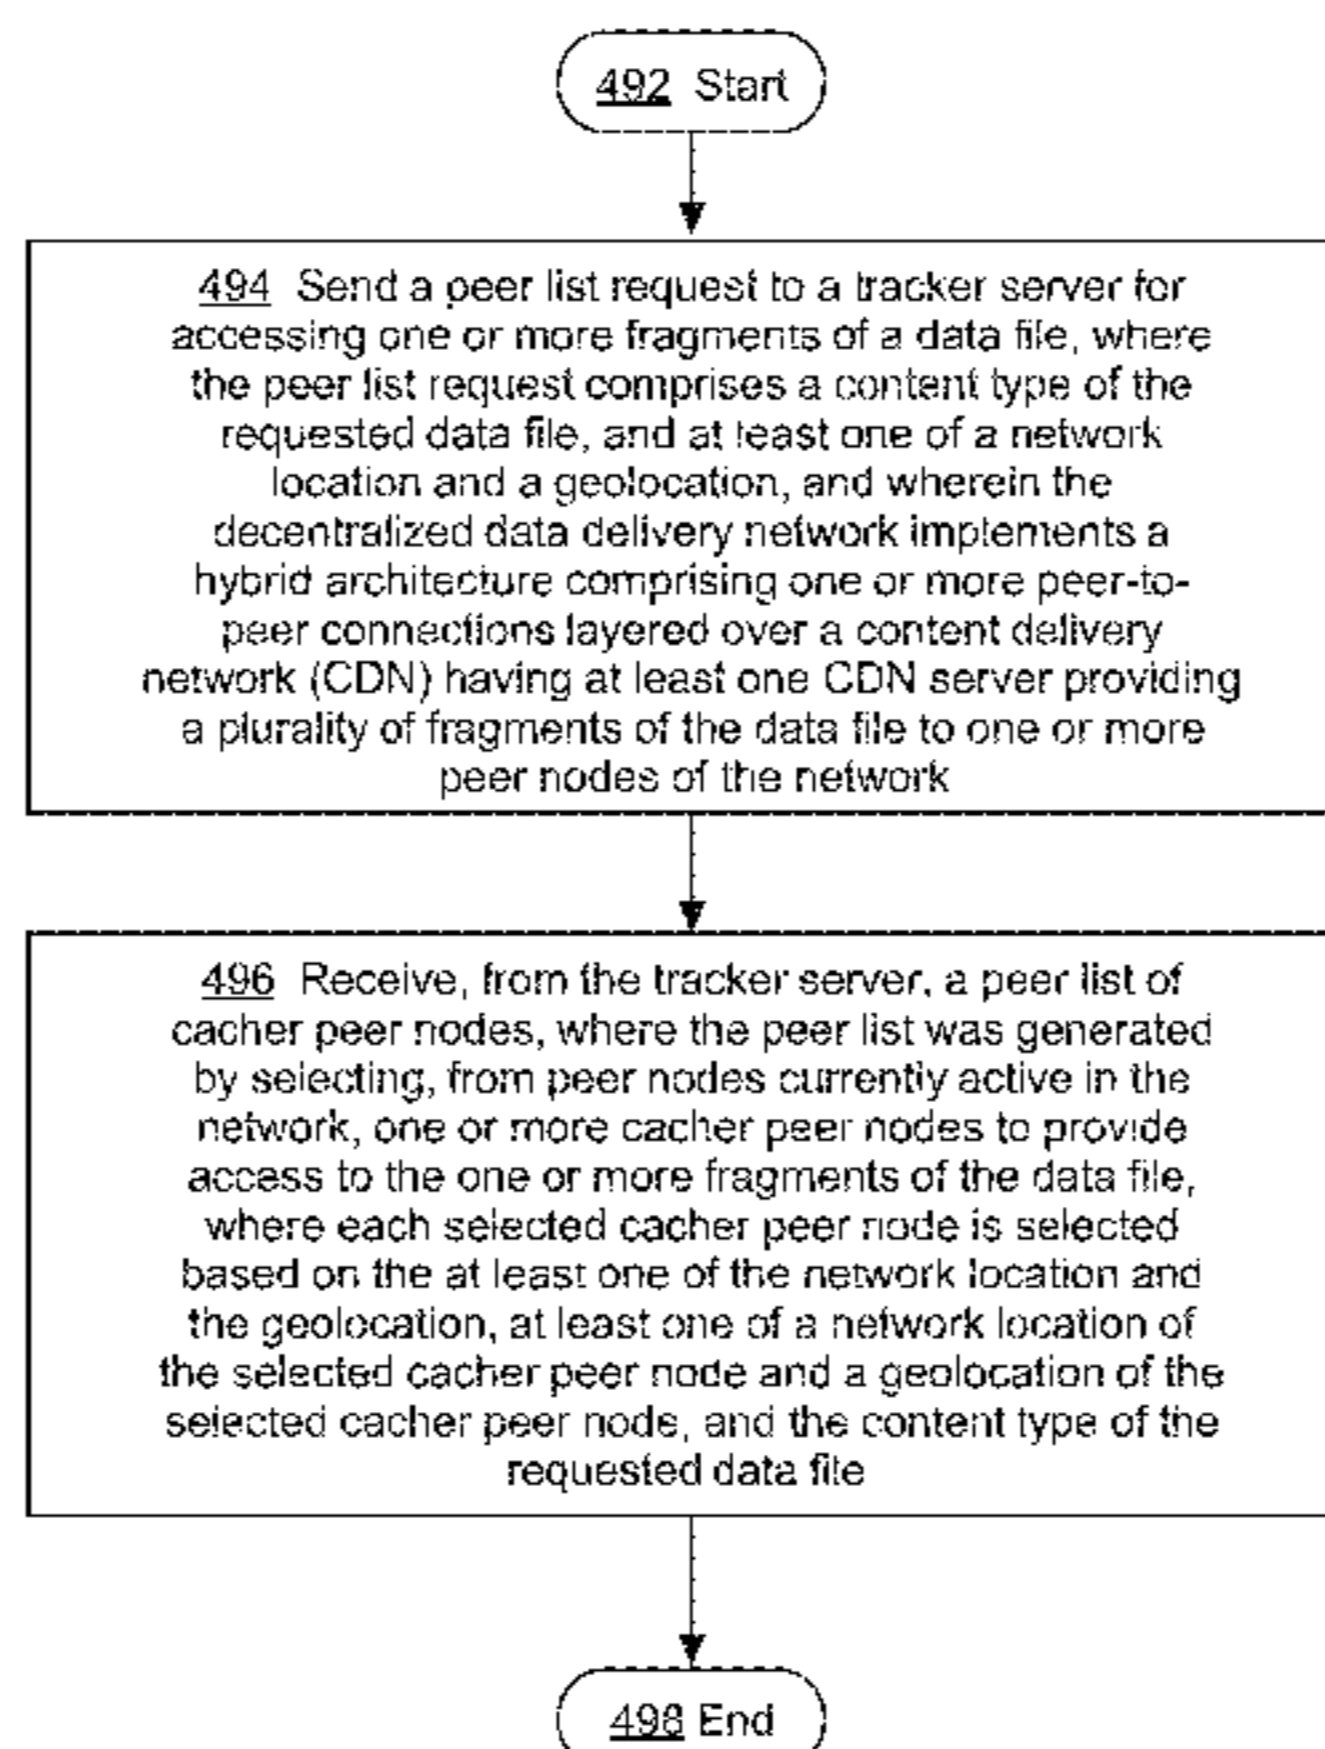 492 Start
494 Send a peer list request to a tracker server for
accessing one or more fragments of a data file, where
the peer list request comprises a content type of the
requested data file, and at least one of a network
location and a geolocation, and wherein the
decentralized data delivery network implements a
hybrid architecture comprising one or more peer-to-
peer connections layered over a content delivery
network (CDN) having at least one CDN server providing
a plurality of fragments of the data file to one or more
peer nodes of the network
496 Receive, from the tracker server, a peer list of
cacher peer nodes, where the peer list was generated
by selecting, from peer nodes currently active in the
network, one or more cacher peer nodes to provide
access to the one or more fragments of the data file,
where each selected cacher peer node is selected
based on the at least one of the network location and
the geolocation, at least one of a network location of
the selected cacher peer node and a geolocation of the
selected cacher peer node, and the content type of the
requested data file
498 End